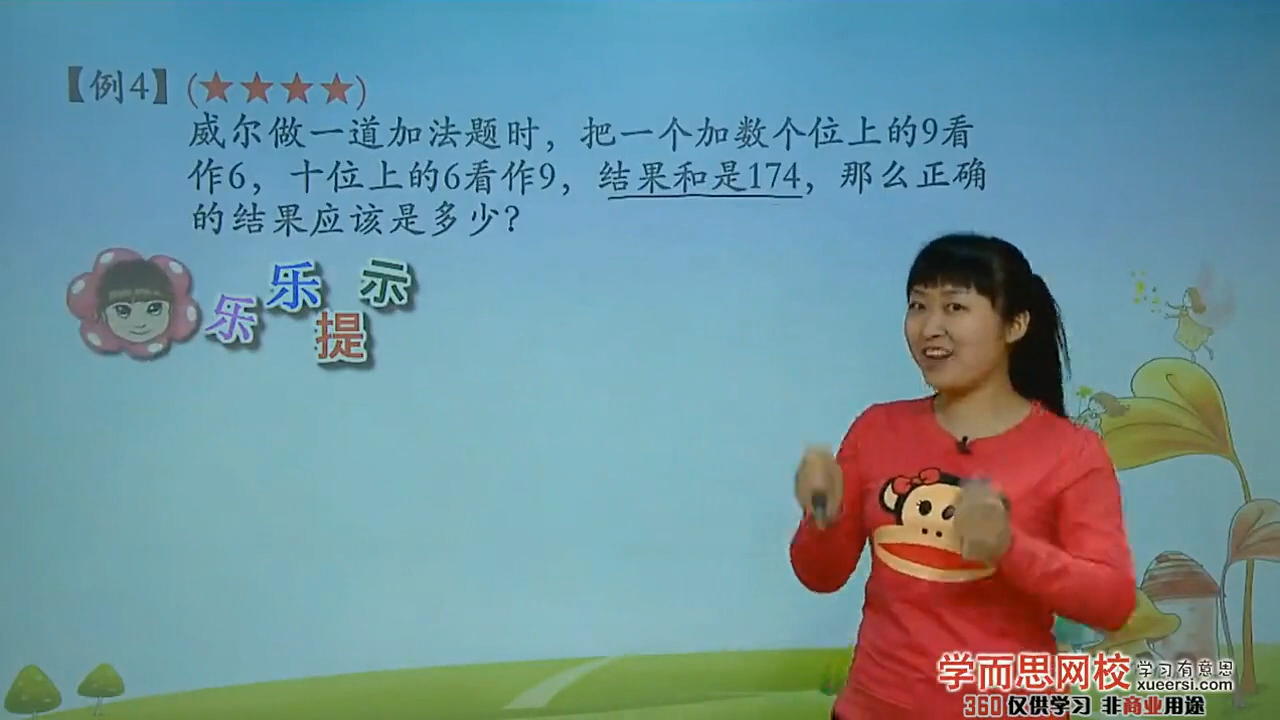 【例4】(★★★★)
威尔做一道加法题时，把一个加数个位上的9看
作6，十位上的6看作9，结果和是174，那么正确
的结果应该是多少？
乐乐提示
学而思网校 学习有意思
xueersi.com
360 仅供学习 非商业用途